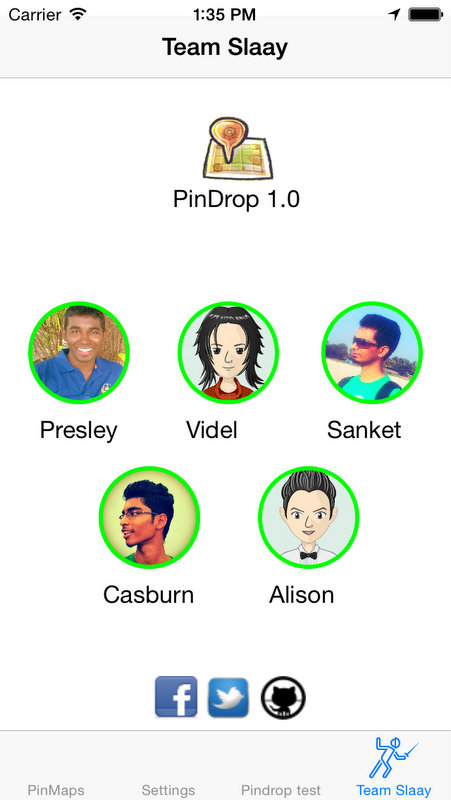 Carrier 1:35 PM
Team Slaay
PinDrop 1.0
Presley Videl Sanket
Casburn Alison
f
PinMaps Settings Pindrop test Team Slaay